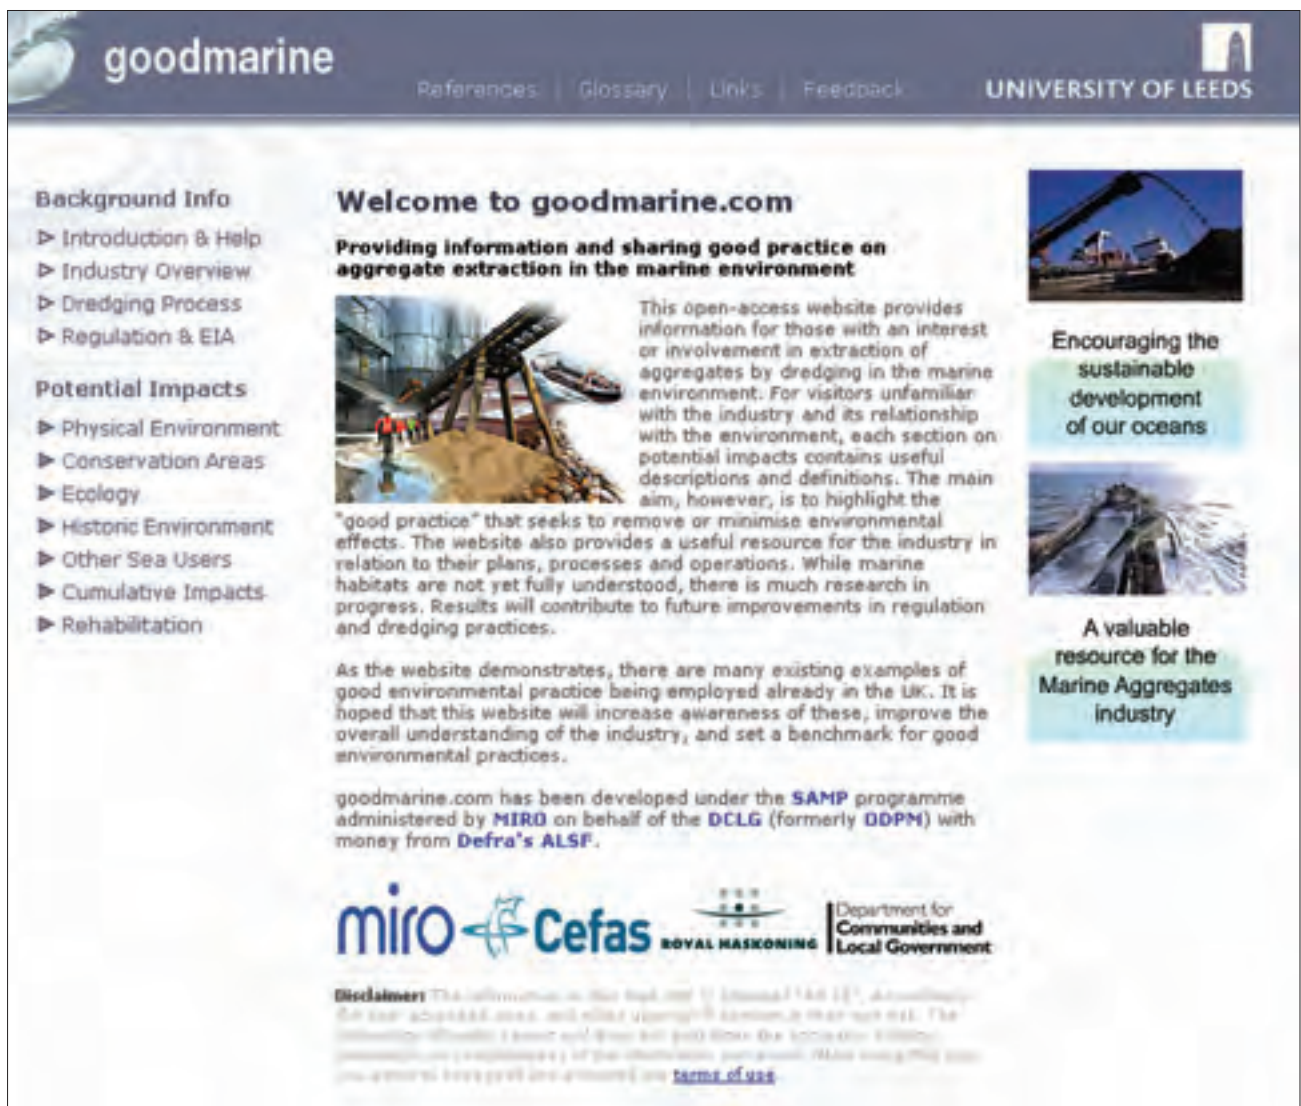 goodmarine
References | Glossary | Links | Feedback
UNIVERSITY OF LEEDS
Background Info
Introduction & Help
Industry Overview
Dredging Process
Regulation & EIA
Potential Impacts
Physical Environment
Conservation Areas
Ecology
Historic Environment
Other Sea Users
Cumulative Impacts
Rehabilitation
Welcome to goodmarine.com
Providing information and sharing good practice on
aggregate extraction in the marine environment
This open-access website provides
information for those with an interest
or involvement in extraction of
aggregates by dredging in the marine
environment. For visitors unfamiliar
with the industry and its relationship
with the environment, each section on
potential impacts contains useful
descriptions and definitions. The main
aim, however, is to highlight the
"good practice" that seeks to remove or minimise environmental
effects. The website also provides a useful resource for the industry in
relation to their plans, processes and operations. While marine
habitats are not yet fully understood, there is much research in
progress. Results will contribute to future improvements in regulation
and dredging practices.
As the website demonstrates, there are many existing examples of
good environmental practice being employed already in the UK. It is
hoped that this website will increase awareness of these, improve the
overall understanding of the industry, and set a benchmark for good
environmental practices.
goodmarine.com has been developed under the SAMP programme
administered by MIRO on behalf of the DCLG (formerly ODPM) with
money from Defra's ALSF.
miro
Cefas
ROYAL HASKONING
Department for
Communities and
Local Government
Disclaimer:
terms of use
Encouraging the
sustainable
development
of our oceans
A valuable
resource for the
Marine Aggregates
industry